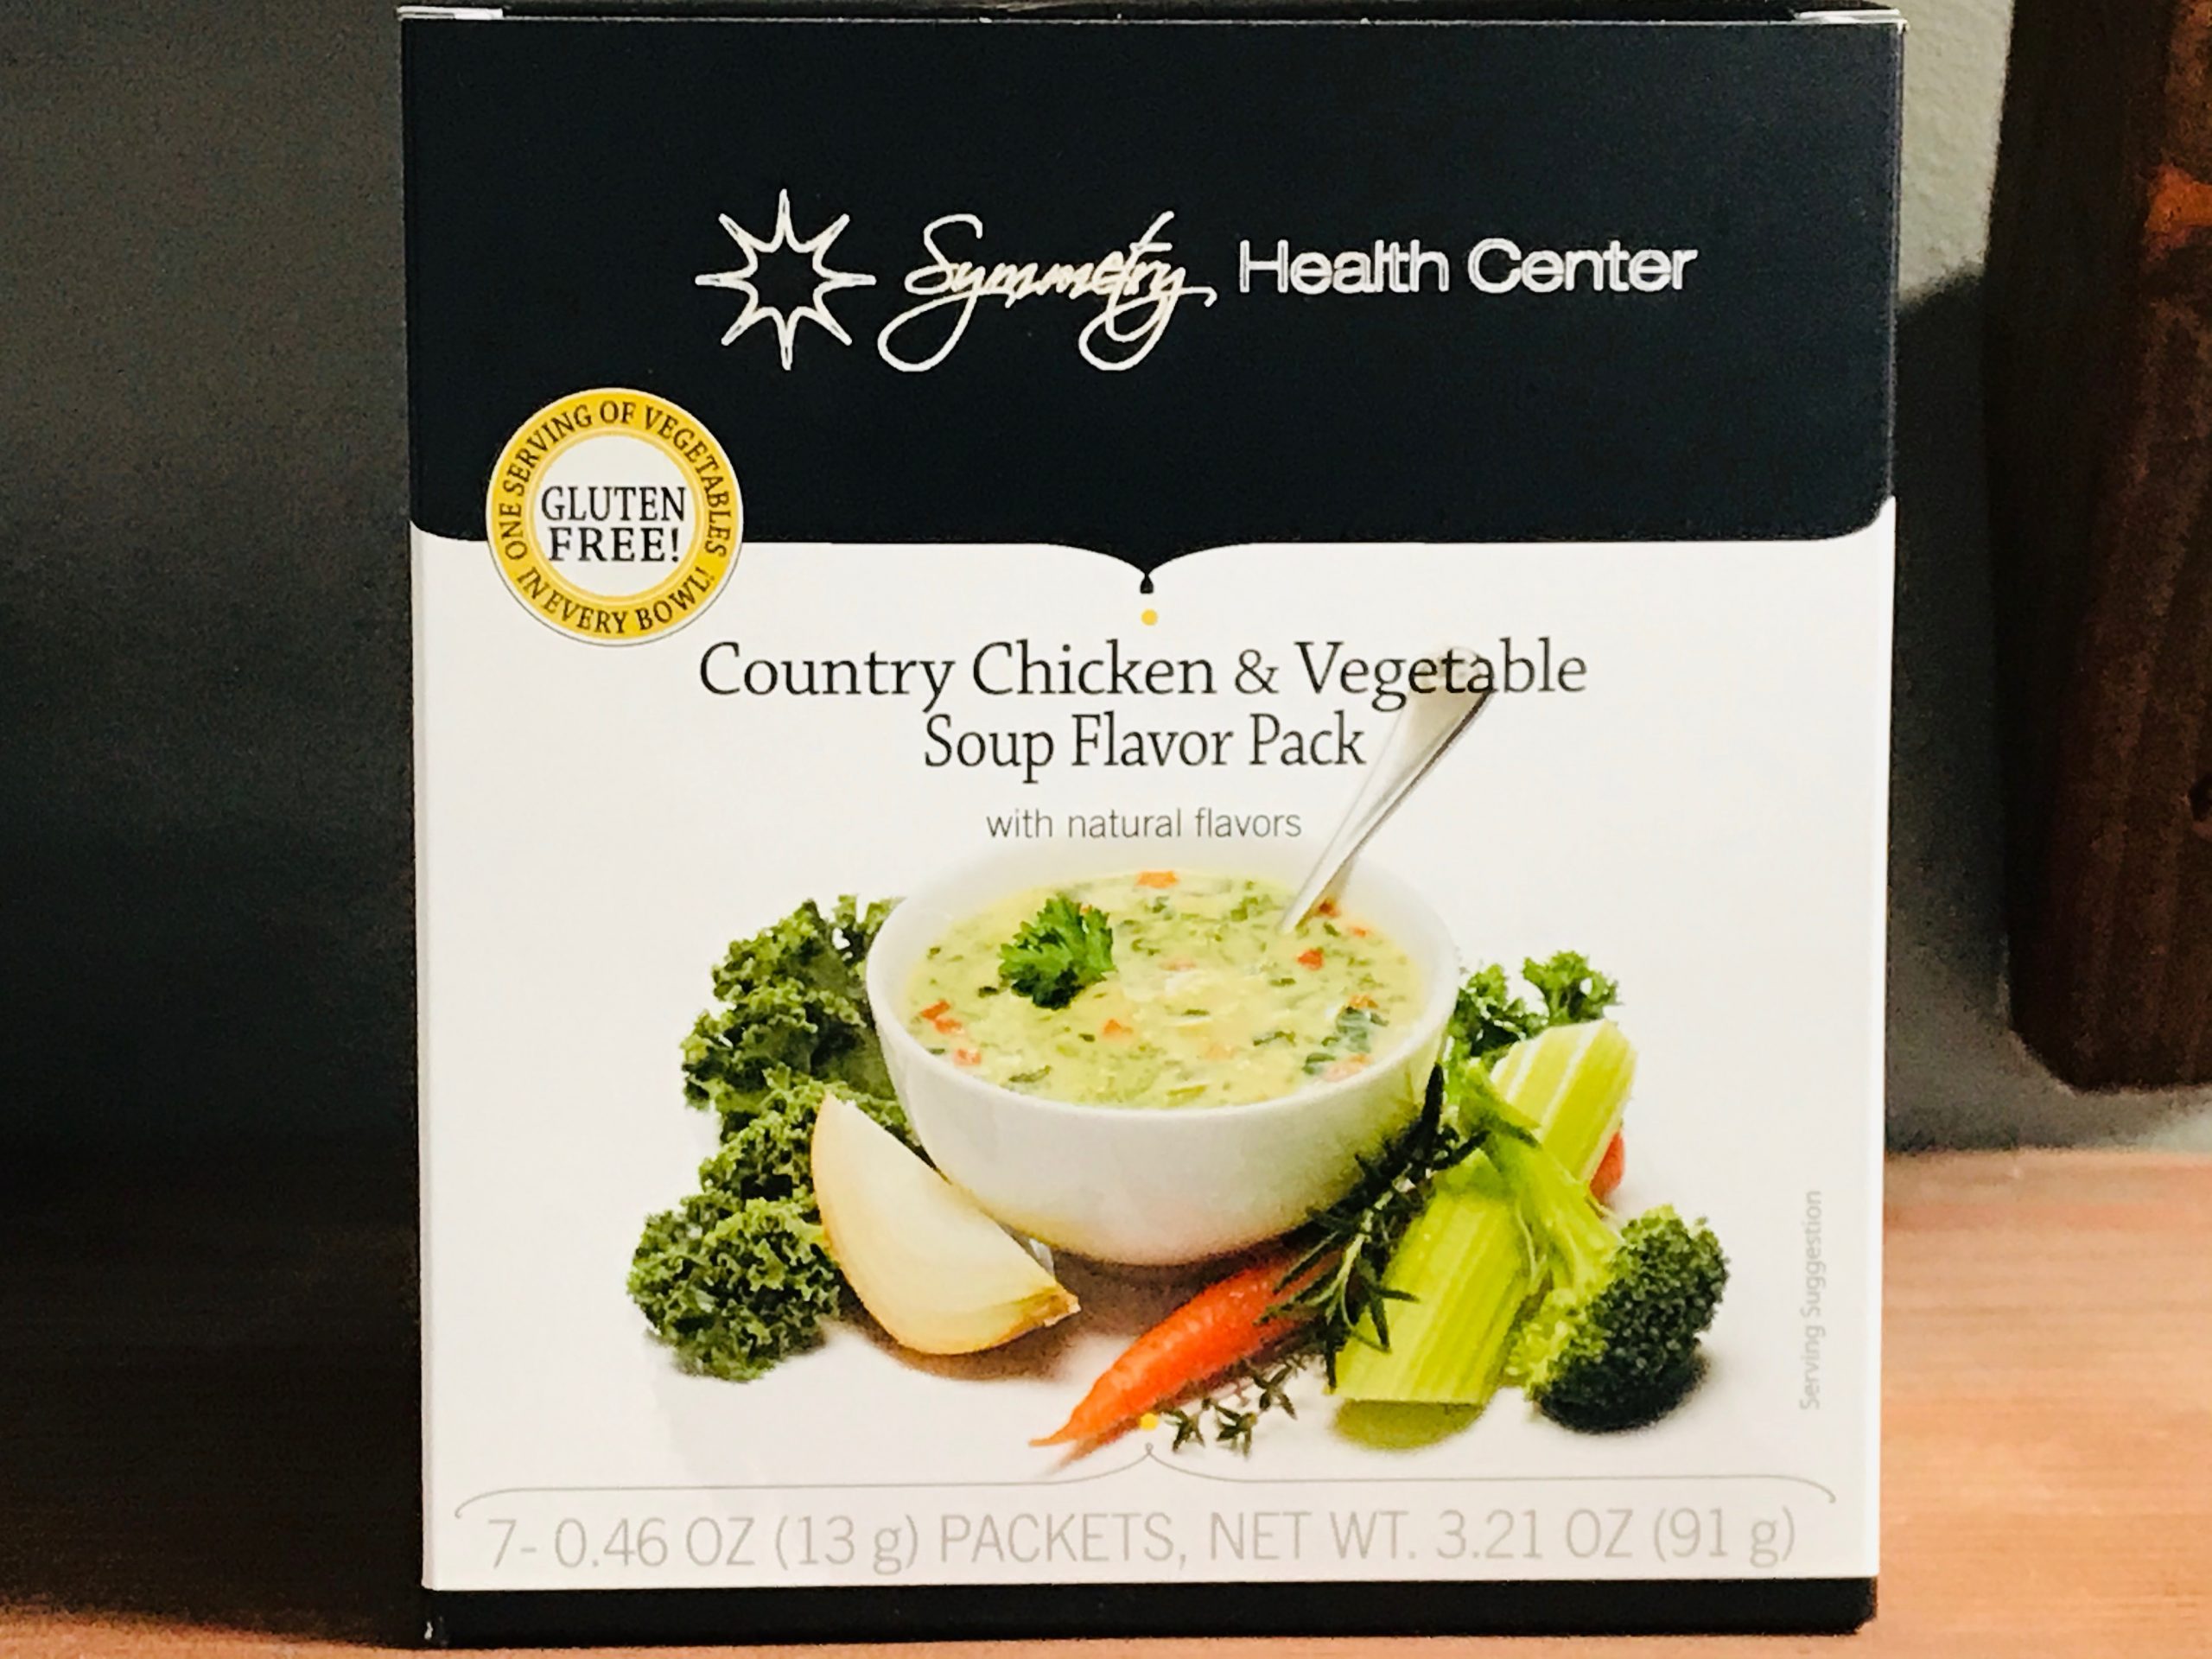 Symmetry Health Center
ONE SERVING OF VEGETABLES
IN EVERY BOWL!
GLUTEN
FREE!
Country Chicken & Vegetable
Soup Flavor Pack
with natural flavors
Serving Suggestion
7- 0.46 OZ (13 g) PACKETS, NET WT. 3.21 OZ (91 g)